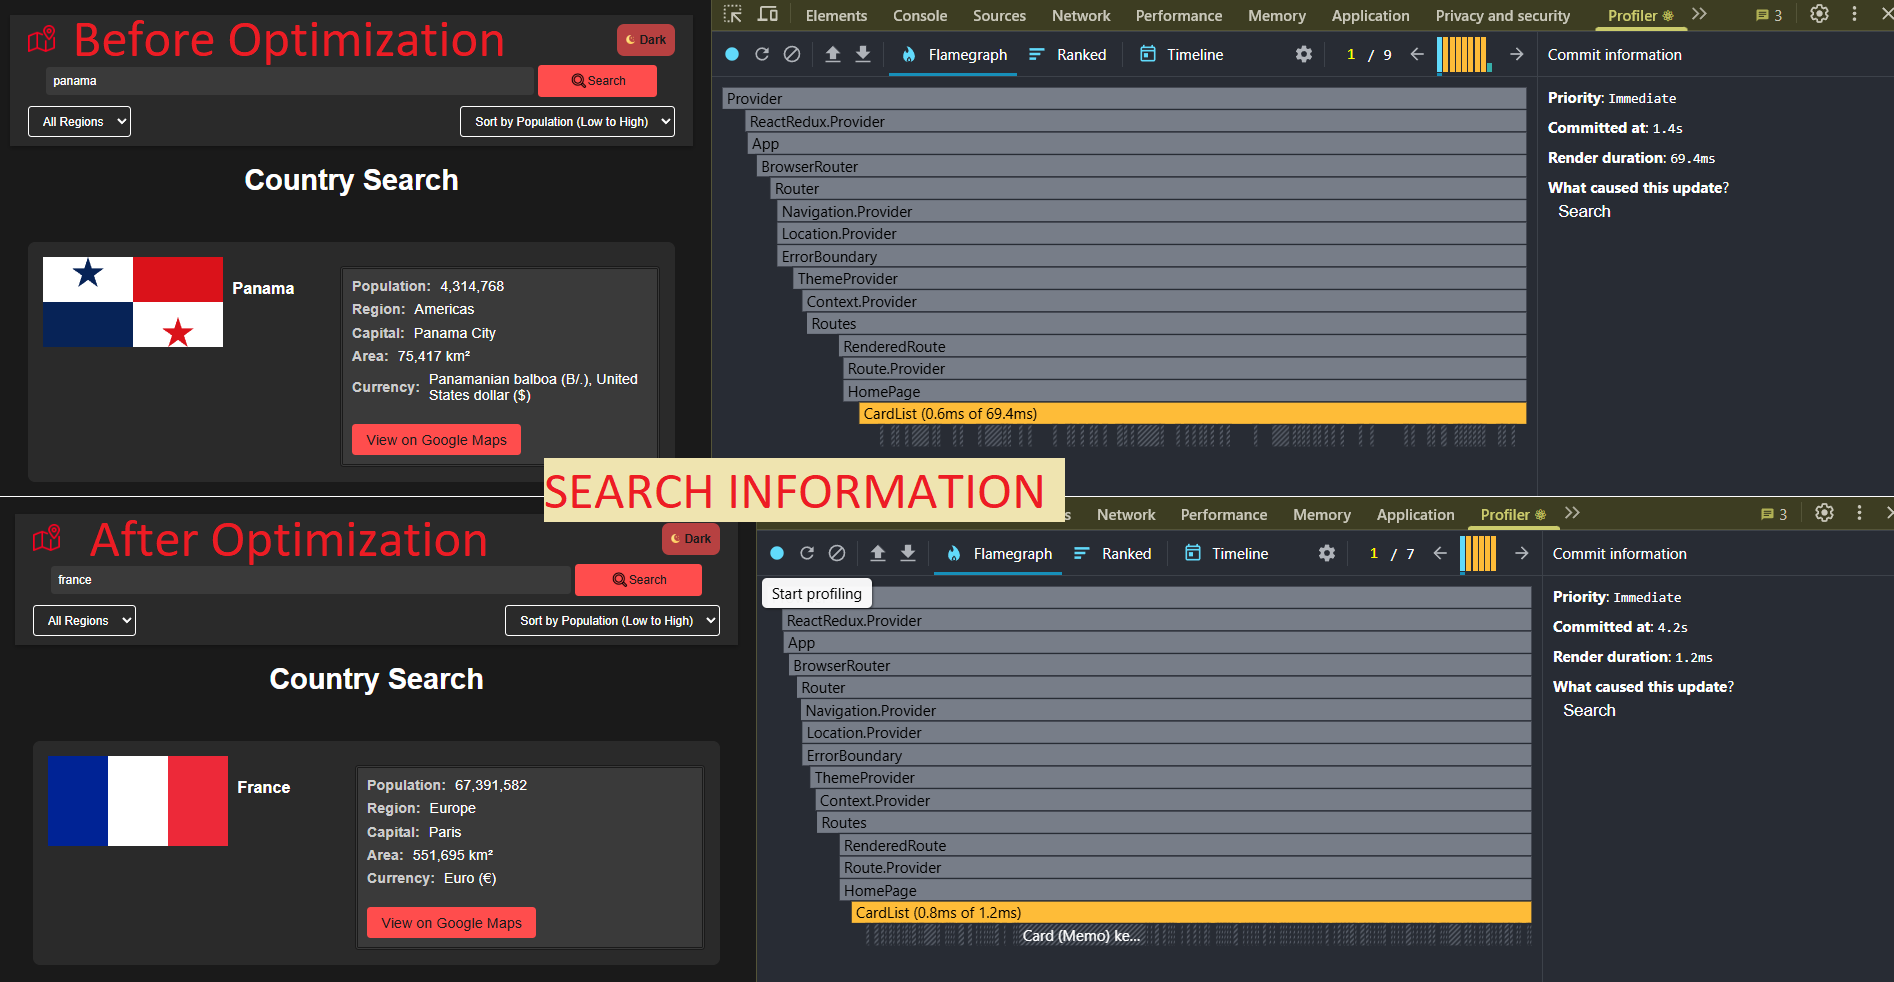 Before Optimization
Dark
panama
Search
All Regions
Sort by Population (Low to High)
Country Search
Panama
Population: 4,314,768
Region: Americas
Capital: Panama City
Area: 75,417 km²
Currency: Panamanian balboa (B/.), United
States dollar ($)
View on Google Maps
Elements Console Sources Network Performance Memory Application Privacy and security Profiler 3
Flamegraph Ranked Timeline 1 / 9
Commit information
Provider
ReactRedux.Provider
App
BrowserRouter
Router
Navigation.Provider
Location.Provider
ErrorBoundary
ThemeProvider
Context.Provider
Routes
RenderedRoute
Route.Provider
HomePage
CardList (0.6ms of 69.4ms)
Priority: Immediate
Committed at: 1.4s
Render duration: 69.4ms
What caused this update?
Search
SEARCH INFORMATION
After Optimization
Dark
france
Search
All Regions
Sort by Population (Low to High)
Country Search
France
Population: 67,391,582
Region: Europe
Capital: Paris
Area: 551,695 km²
Currency: Euro (€)
View on Google Maps
s Network Performance Memory Application Profiler 3
Flamegraph Ranked Timeline 1 / 7
Commit information
Start profiling
ReactRedux.Provider
App
BrowserRouter
Router
Navigation.Provider
Location.Provider
ErrorBoundary
ThemeProvider
Context.Provider
Routes
RenderedRoute
Route.Provider
HomePage
CardList (0.8ms of 1.2ms)
Card (Memo) ke...
Priority: Immediate
Committed at: 4.2s
Render duration: 1.2ms
What caused this update?
Search